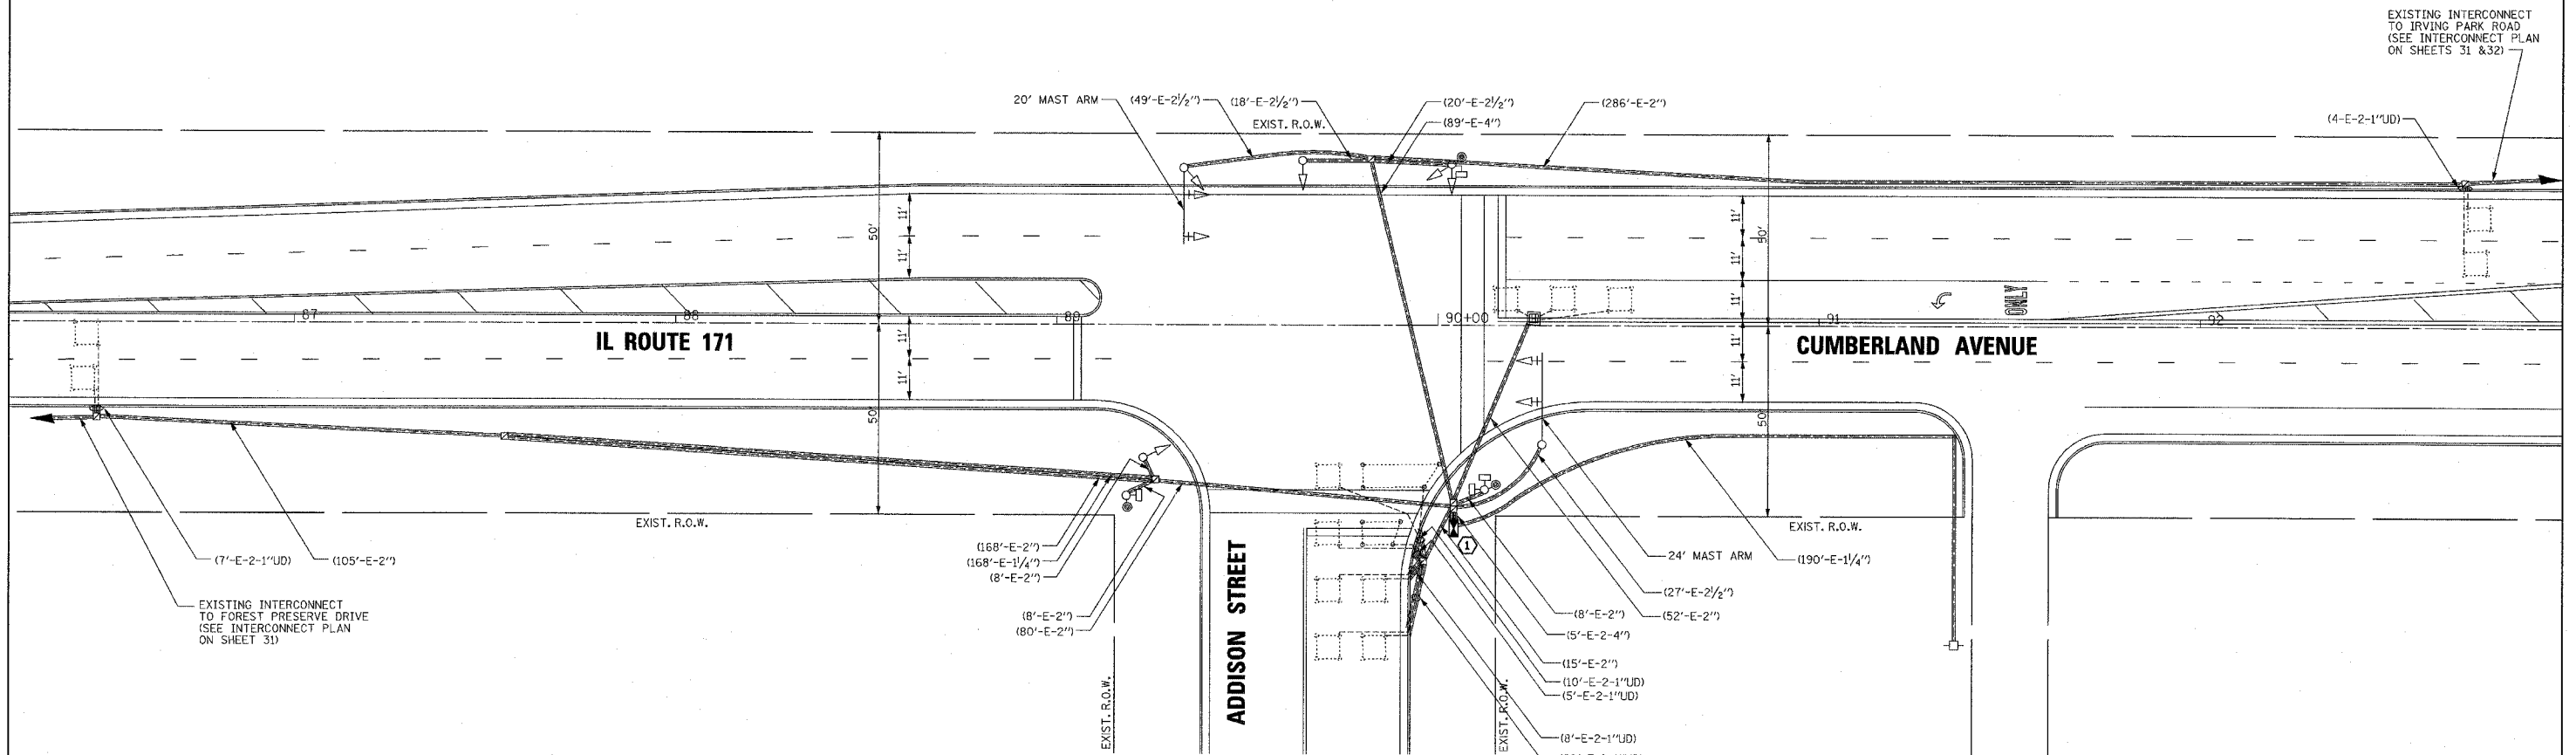 EXISTING INTERCONNECT
TO IRVING PARK ROAD
(SEE INTERCONNECT PLAN
ON SHEETS 31 &32)
20' MAST ARM
(49'-E-2½")
(18'-E-2½")
(20'-E-2½")
(286'-E-2")
EXIST. R.O.W.
(89'-E-4")
(4-E-2-1"UD)
11'
11'
50'
11'
11'
11'
50'
ONLY
87
88
89
90+00
91
92
IL ROUTE 171
CUMBERLAND AVENUE
11'
11'
50'
11'
11'
50'
EXIST. R.O.W.
EXIST. R.O.W.
(7'-E-2-1"UD)
(105'-E-2")
(168'-E-2")
(168'-E-1¼")
(8'-E-2")
(8'-E-2")
(80'-E-2")
EXISTING INTERCONNECT
TO FOREST PRESERVE DRIVE
(SEE INTERCONNECT PLAN
ON SHEET 31)
1
24' MAST ARM
(190'-E-1¼")
(27'-E-2½")
(52'-E-2")
(8'-E-2")
(5'-E-2-4")
(15'-E-2")
(10'-E-2-1"UD)
(5'-E-2-1"UD)
(8'-E-2-1"UD)
ADDISON STREET
EXIST. R.O.W.
EXIST. R.O.W.